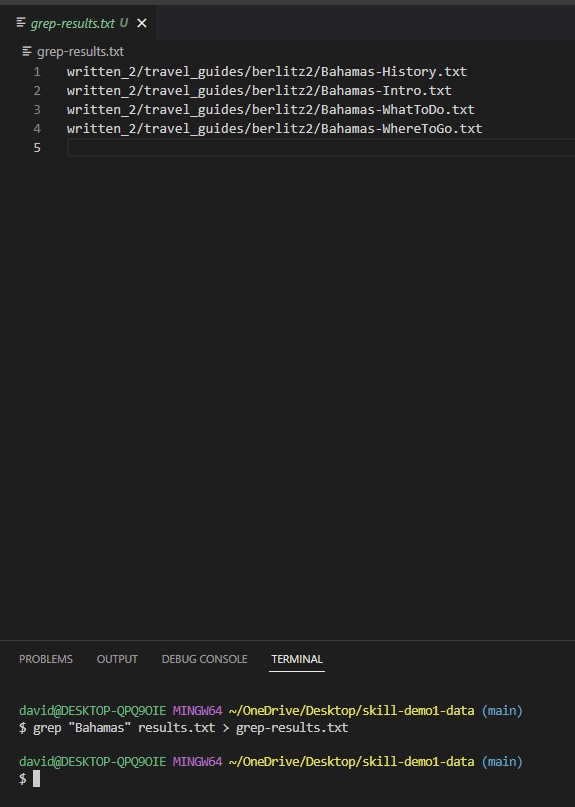 grep-results.txt U
grep-results.txt
1 written_2/travel_guides/berlitz2/Bahamas-History.txt
2 written_2/travel_guides/berlitz2/Bahamas-Intro.txt
3 written_2/travel_guides/berlitz2/Bahamas-WhatToDo.txt
4 written_2/travel_guides/berlitz2/Bahamas-WhereToGo.txt
5
PROBLEMS OUTPUT DEBUG CONSOLE TERMINAL
david@DESKTOP-QPQ9OIE MINGW64 ~/OneDrive/Desktop/skill-demo1-data (main)
$ grep "Bahamas" results.txt > grep-results.txt
david@DESKTOP-QPQ9OIE MINGW64 ~/OneDrive/Desktop/skill-demo1-data (main)
$